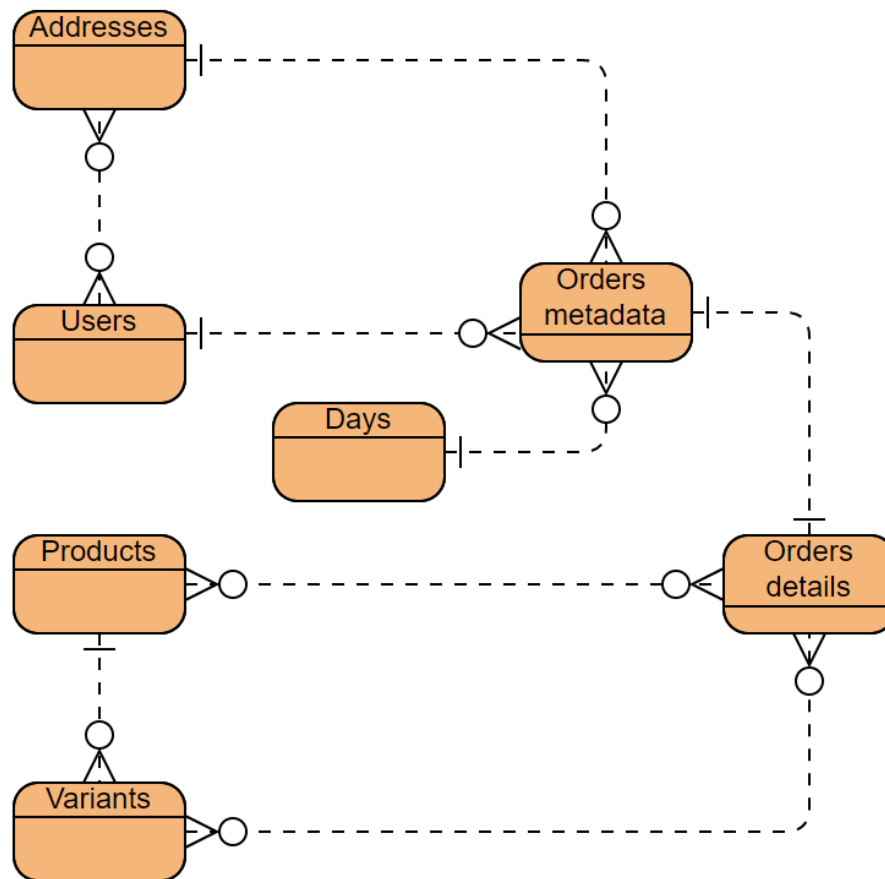 Addresses
Orders
metadata
Users
Days
Products
Orders
details
Variants